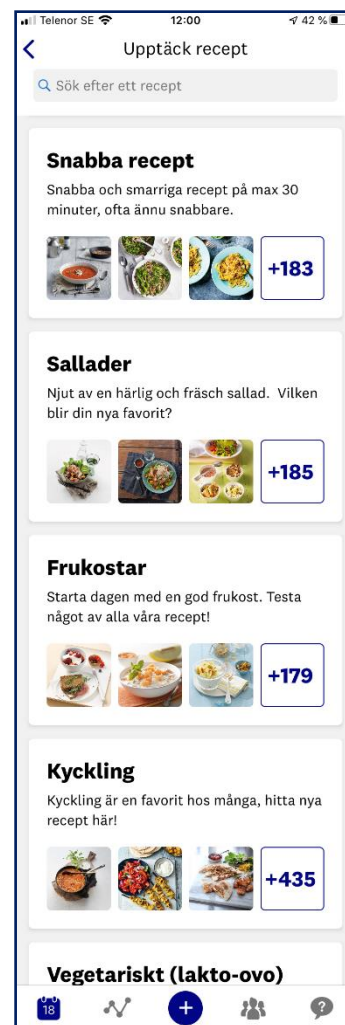 Telenor SE 12:00 42 %
Upptäck recept
Sök efter ett recept
Snabba recept
Snabba och smarriga recept på max 30
minuter, ofta ännu snabbare.
+183
Sallader
Njut av en härlig och fräsch sallad. Vilken
blir din nya favorit?
+185
Frukostar
Starta dagen med en god frukost. Testa
något av alla våra recept!
+179
Kyckling
Kyckling är en favorit hos många, hitta nya
recept här!
+435
Vegetariskt (lakto-ovo)
18 + ?